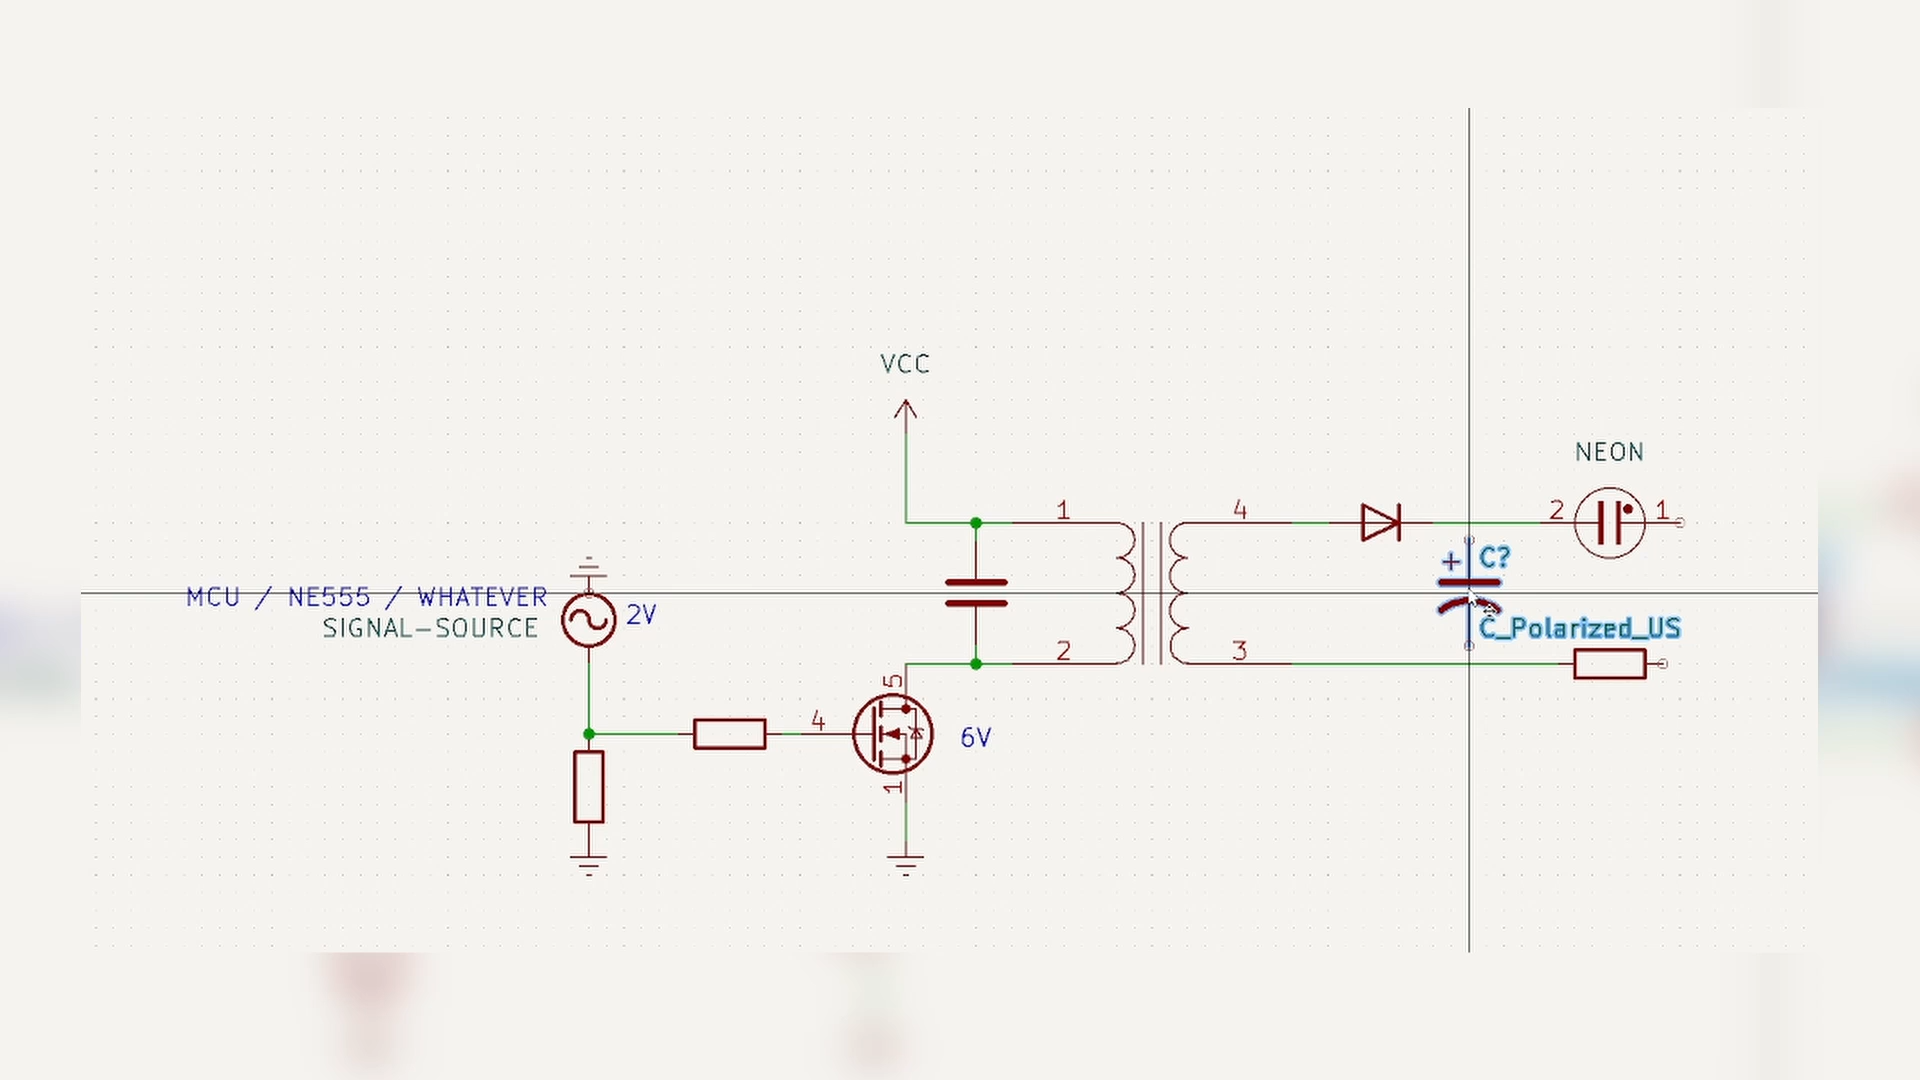 VCC
NEON
1
4
2
1
+
C?
MCU / NE555 / WHATEVER
2V
SIGNAL-SOURCE
C_Polarized_US
2
3
5
4
6V
1